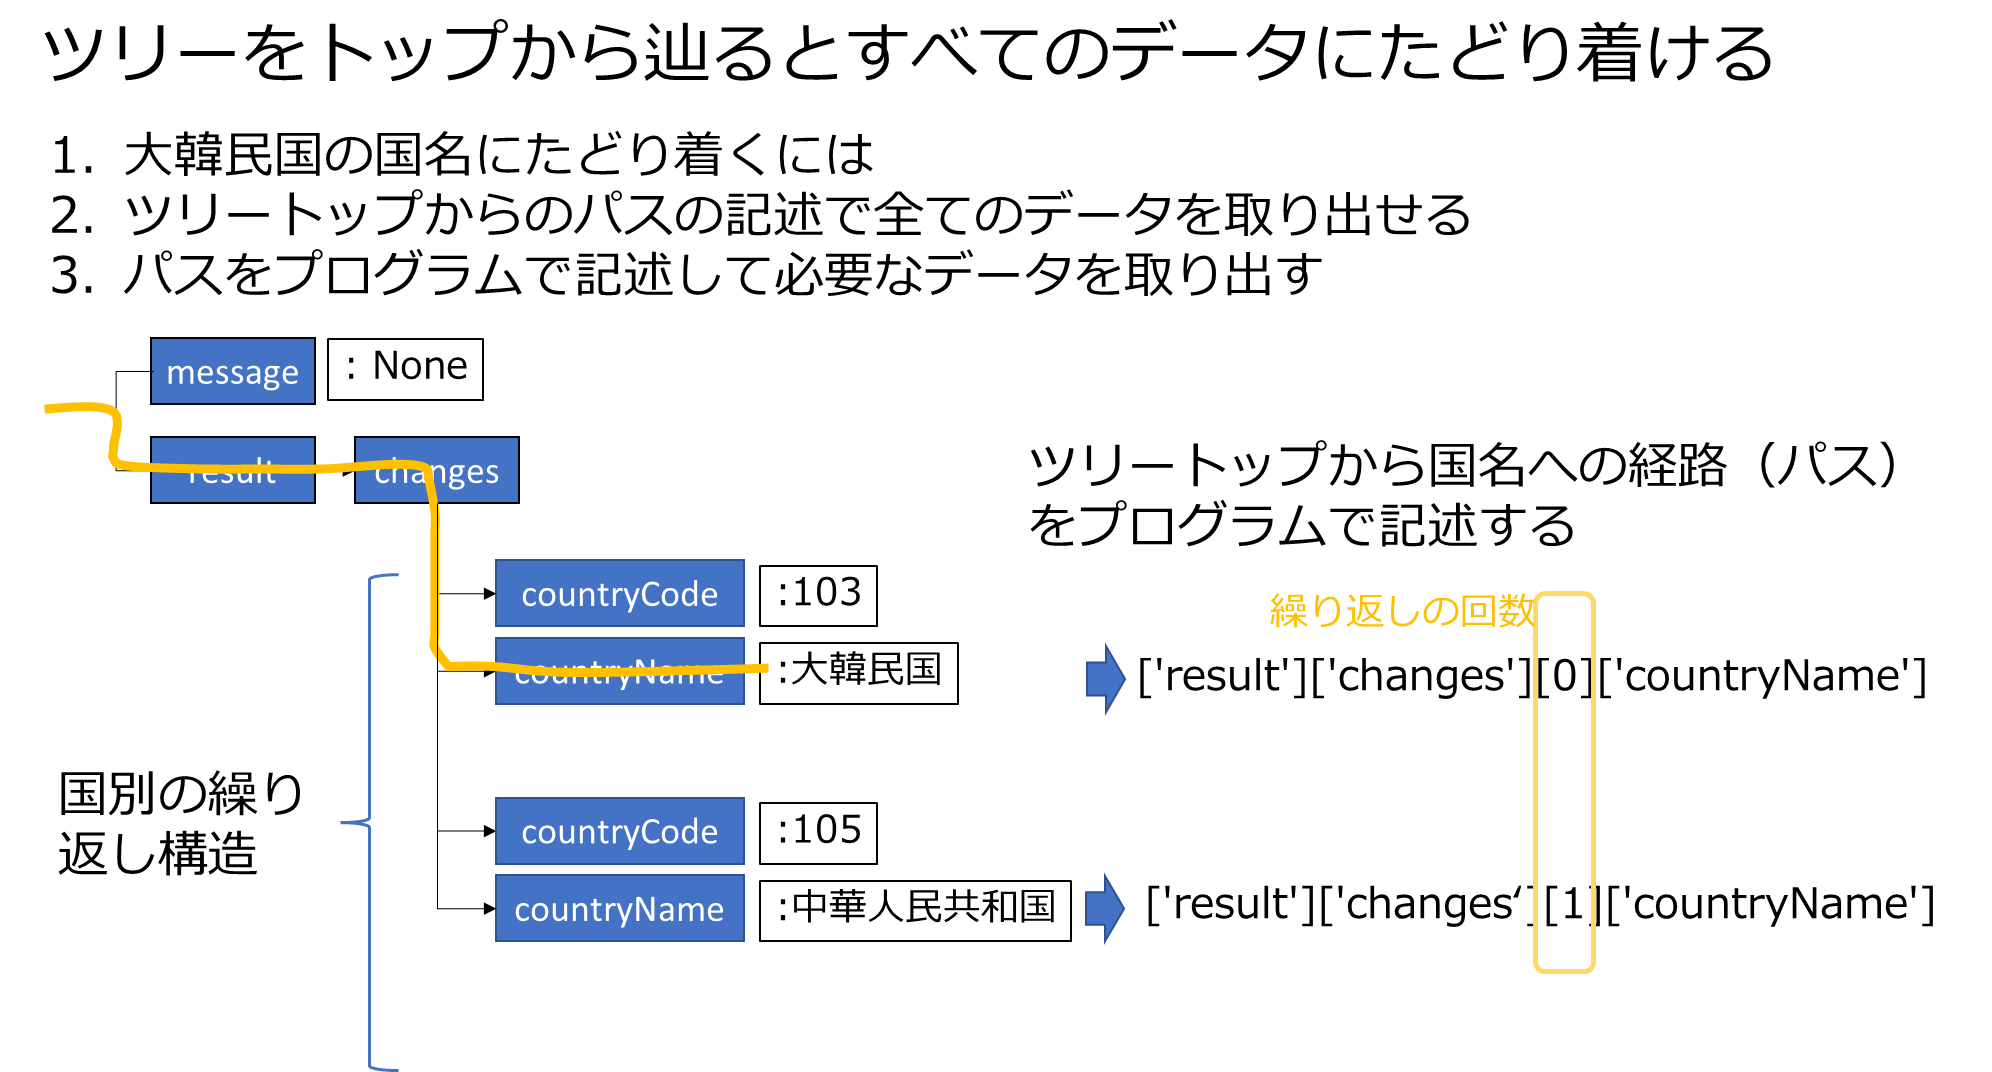 ツリーをトップから辿るとすべてのデータにたどり着ける
1. 大韓民国の国名にたどり着くには
2. ツリートップからのパスの記述で全てのデータを取り出せる
3. パスをプログラムで記述して必要なデータを取り出す
message
: None
result
changes
ツリートップから国名への経路（パス）
をプログラムで記述する
countryCode
:103
繰り返しの回数
countryName
:大韓民国
['result']['changes'][0]['countryName']
国別の繰り
返し構造
countryCode
:105
countryName
:中華人民共和国
['result']['changes‘][1]['countryName']